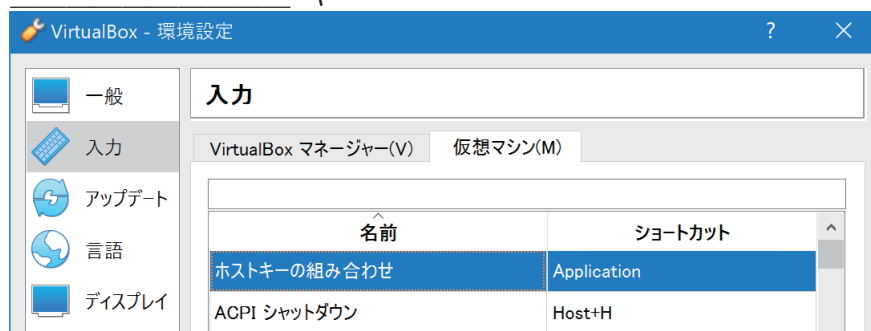 VirtualBox - 環境設定 ? ×
一般
入力
入力
VirtualBox マネージャー(V) 仮想マシン(M)
アップデート
名前 ショートカット
言語
ホストキーの組み合わせ Application
ディスプレイ
ACPI シャットダウン Host+H